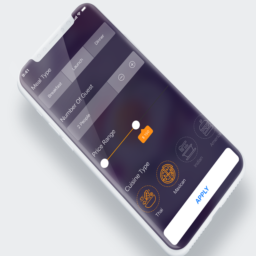 Meal Type
Breakfast
Lunch
Dinner
Number Of Guest
2 People
Price Range
Cuisine Type
Thai
Mexican
APPLY